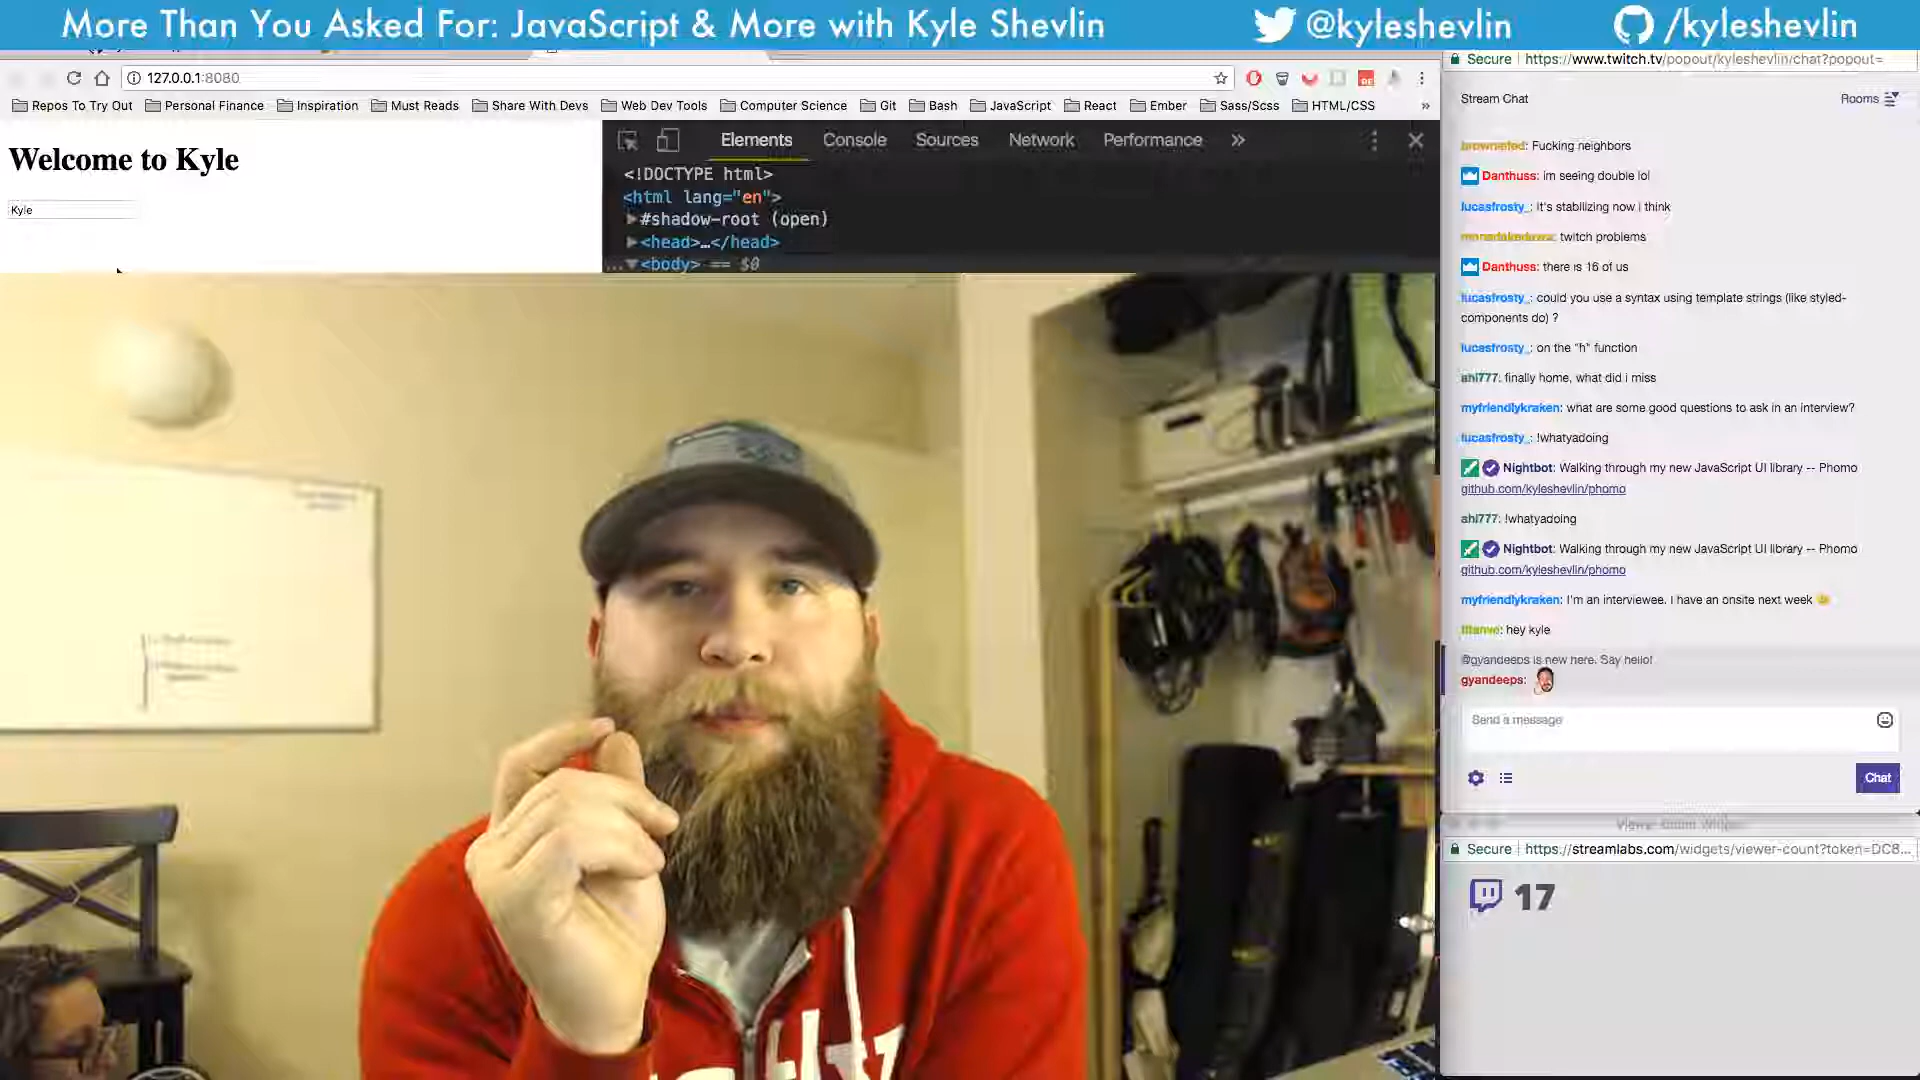 More Than You Asked For: JavaScript & More with Kyle Shevlin
@kyleshevlin
/kyleshevlin
127.0.0.1:8080
Repos To Try Out
Personal Finance
Inspiration
Must Reads
Share With Devs
Web Dev Tools
Computer Science
Git
Bash
JavaScript
React
Ember
Sass/Scss
HTML/CSS
»
Welcome to Kyle
Kyle
Elements
Console
Sources
Network
Performance
»
<!DOCTYPE html>
<html lang="en">
#shadow-root (open)
<head>…</head>
...<body> == $0
Secure
https://www.twitch.tv/popout/kyleshevlin/chat?popout=
Stream Chat
Rooms
browniefed: Fucking neighbors
Danthuss: im seeing double lol
lucasfrosty_: it's stabilizing now i think
twitch problems
Danthuss: there is 16 of us
lucasfrosty_: could you use a syntax using template strings (like styled-
components do) ?
lucasfrosty_: on the "h" function
ahl777: finally home, what did i miss
myfriendlykraken: what are some good questions to ask in an interview?
lucasfrosty_: !whatyadoing
Nightbot: Walking through my new JavaScript UI library -- Phomo
github.com/kyleshevlin/phomo
ahl777: !whatyadoing
Nightbot: Walking through my new JavaScript UI library -- Phomo
github.com/kyleshevlin/phomo
myfriendlykraken: I'm an interviewee. I have an onsite next week
hey kyle
@gyandeeps is new here. Say hello!
gyandeeps:
Send a message
Chat
Viewer Count Widget
Secure
https://streamlabs.com/widgets/viewer-count?token=DC8...
17